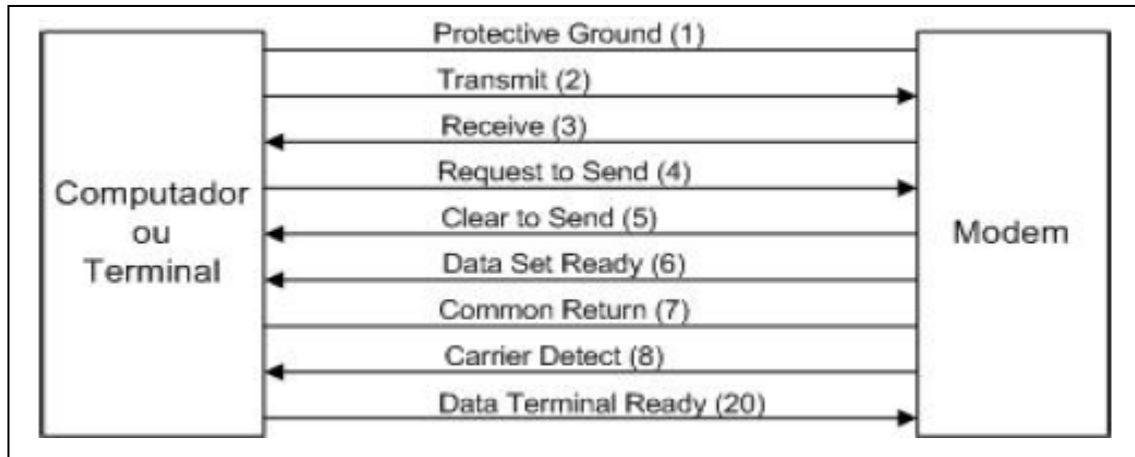 Protective Ground (1)
Transmit (2)
Receive (3)
Request to Send (4)
Clear to Send (5)
Data Set Ready (6)
Common Return (7)
Carrier Detect (8)
Data Terminal Ready (20)
Computador
ou
Terminal
Modem